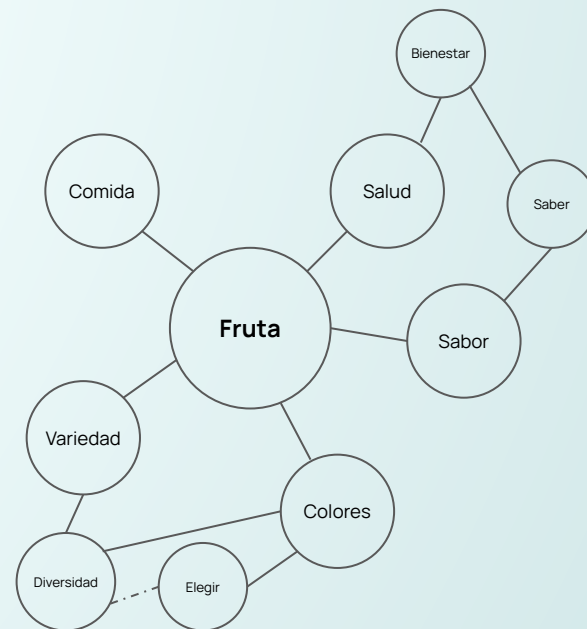 Bienestar
Comida
Salud
Saber
Fruta
Sabor
Variedad
Colores
Diversidad
Elegir